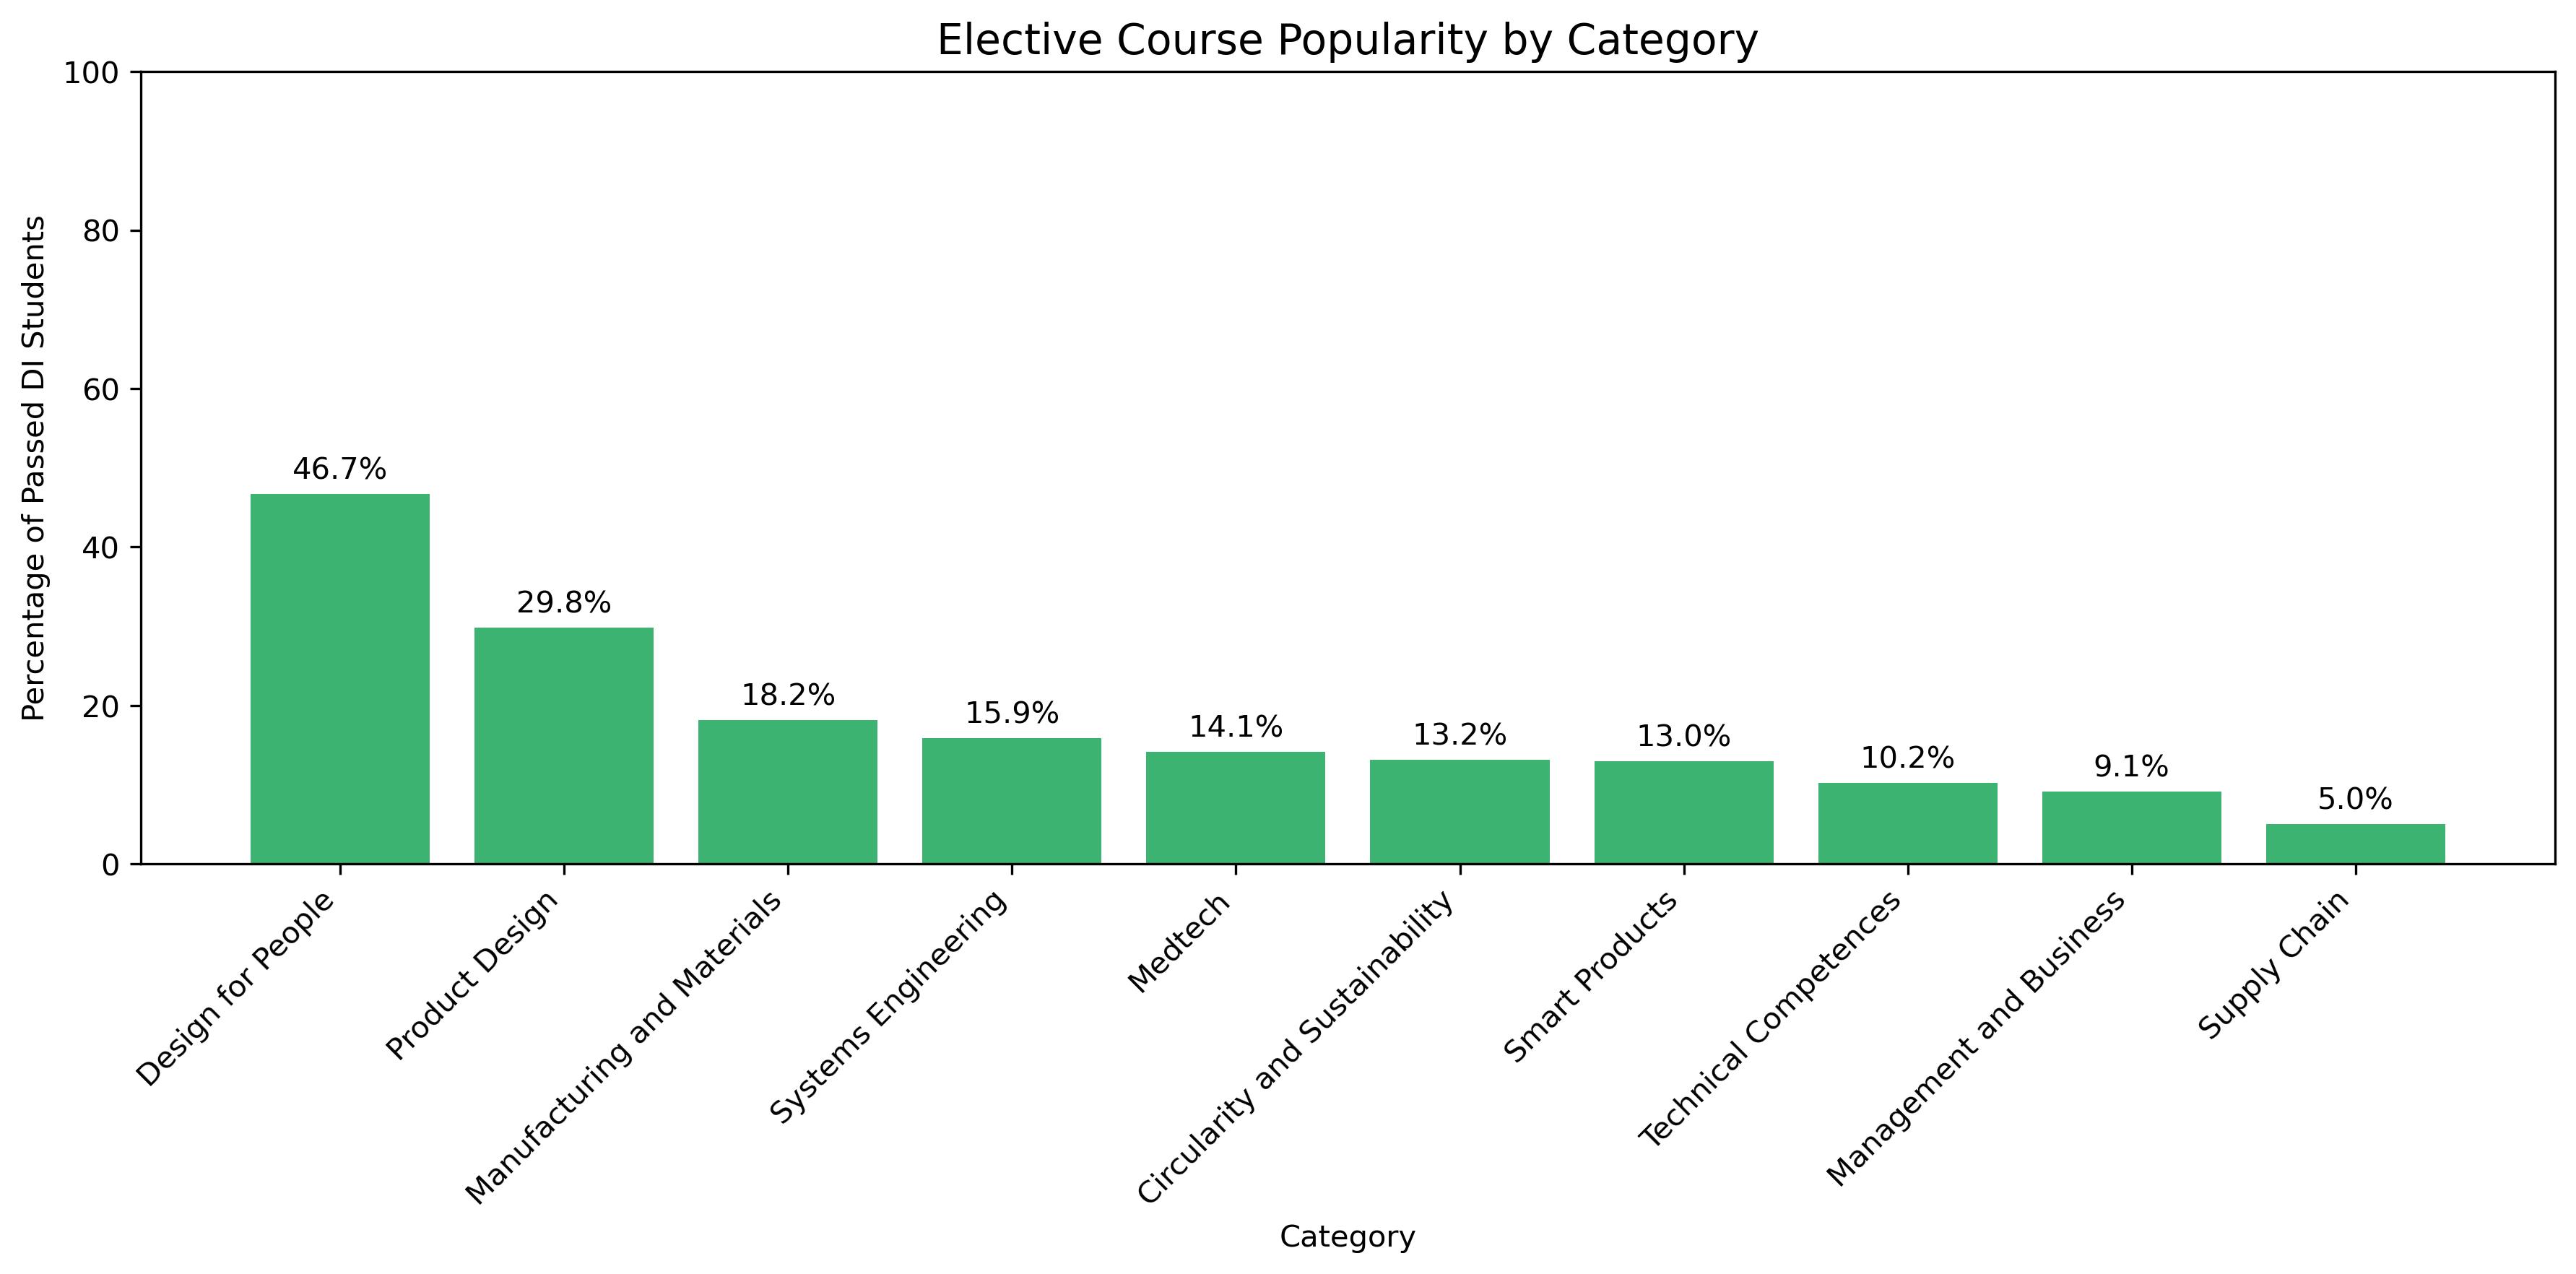 Elective Course Popularity by Category
Percentage of Passed DI Students
100
80
60
40
20
0
46.7%
29.8%
18.2%
15.9%
14.1%
13.2%
13.0%
10.2%
9.1%
5.0%
Design for People
Product Design
Manufacturing and Materials
Systems Engineering
Medtech
Circularity and Sustainability
Smart Products
Technical Competences
Management and Business
Supply Chain
Category